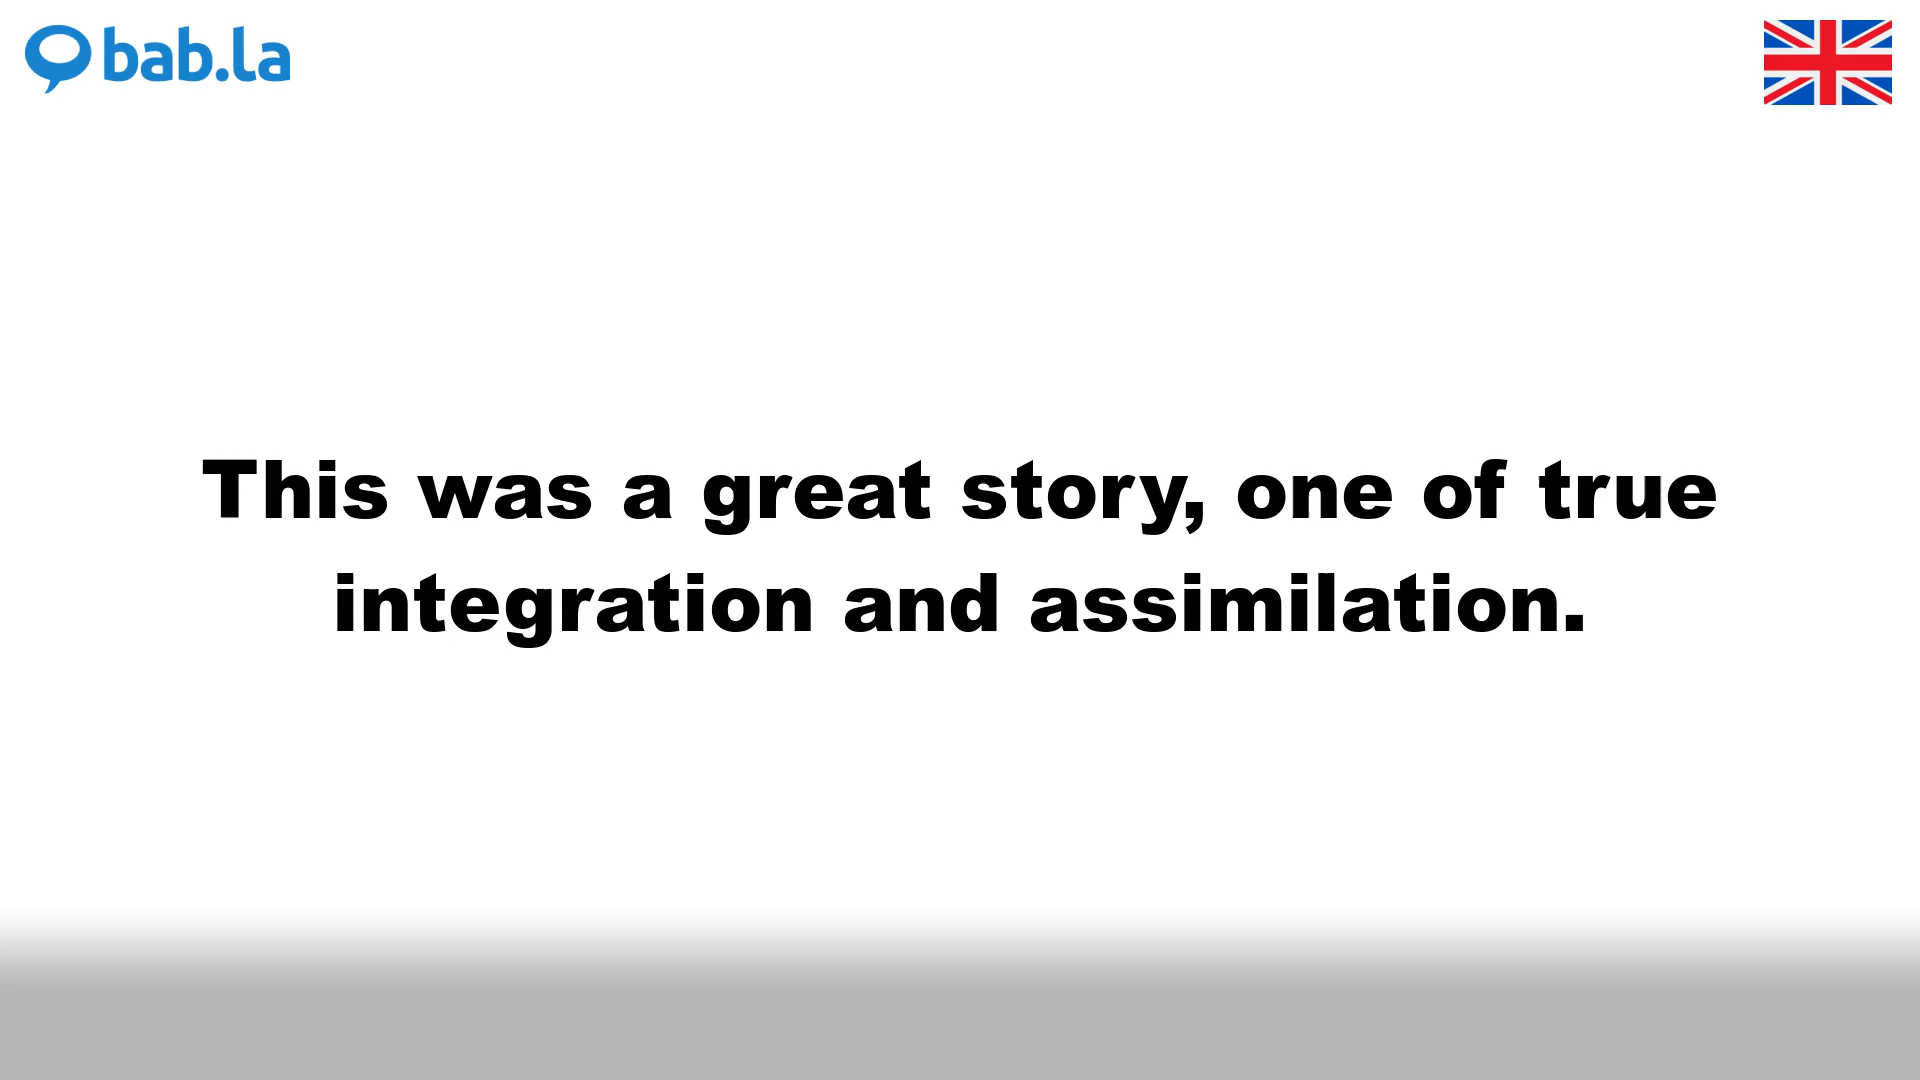 bab.la
This was a great story, one of true
integration and assimilation.